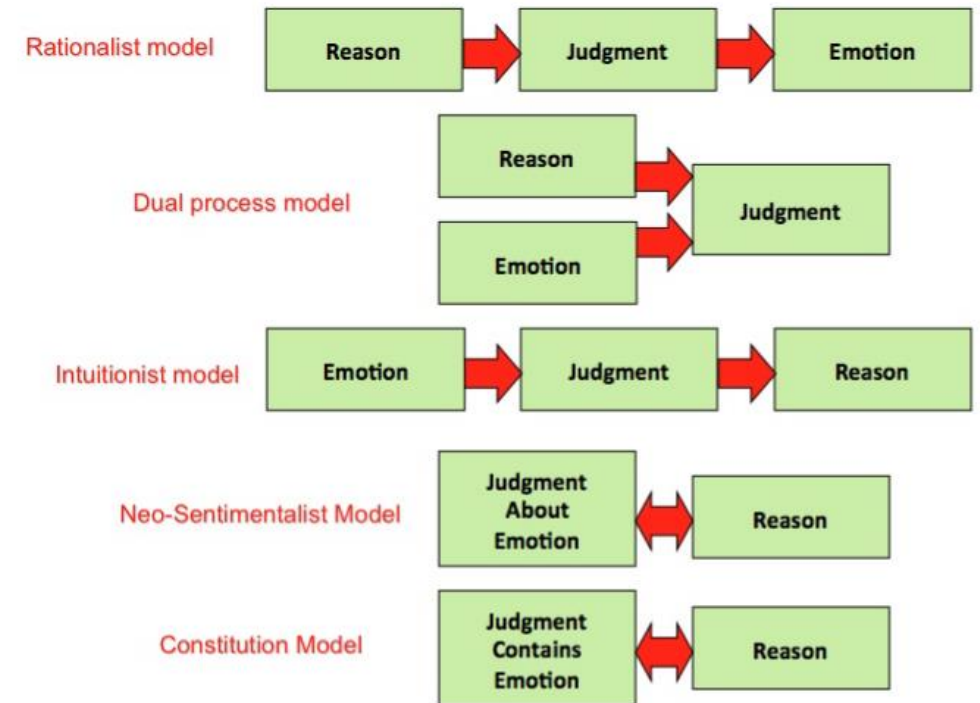 Rationalist model
Reason
Judgment
Emotion
Reason
Dual process model
Judgment
Emotion
Intuitionist model
Emotion
Judgment
Reason
Judgment
About
Emotion
Neo-Sentimentalist Model
Reason
Judgment
Contains
Emotion
Constitution Model
Reason